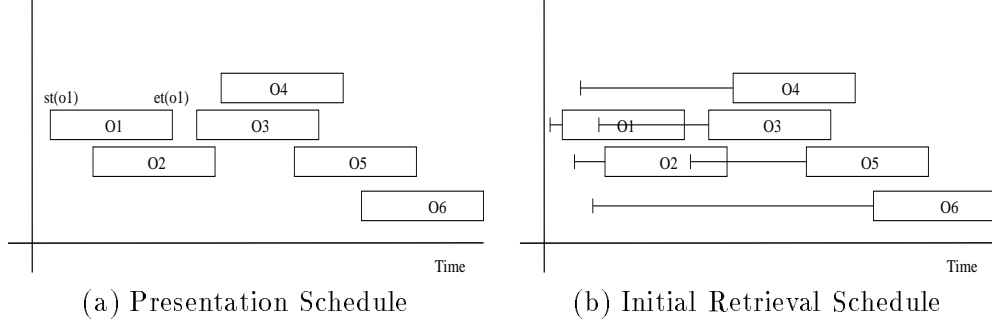 O4
st(o1) et(o1)
O1 O3
O2 O5
O6
Time
(a) Presentation Schedule
O4
O1 O3
O2 O5
O6
Time
(b) Initial Retrieval Schedule